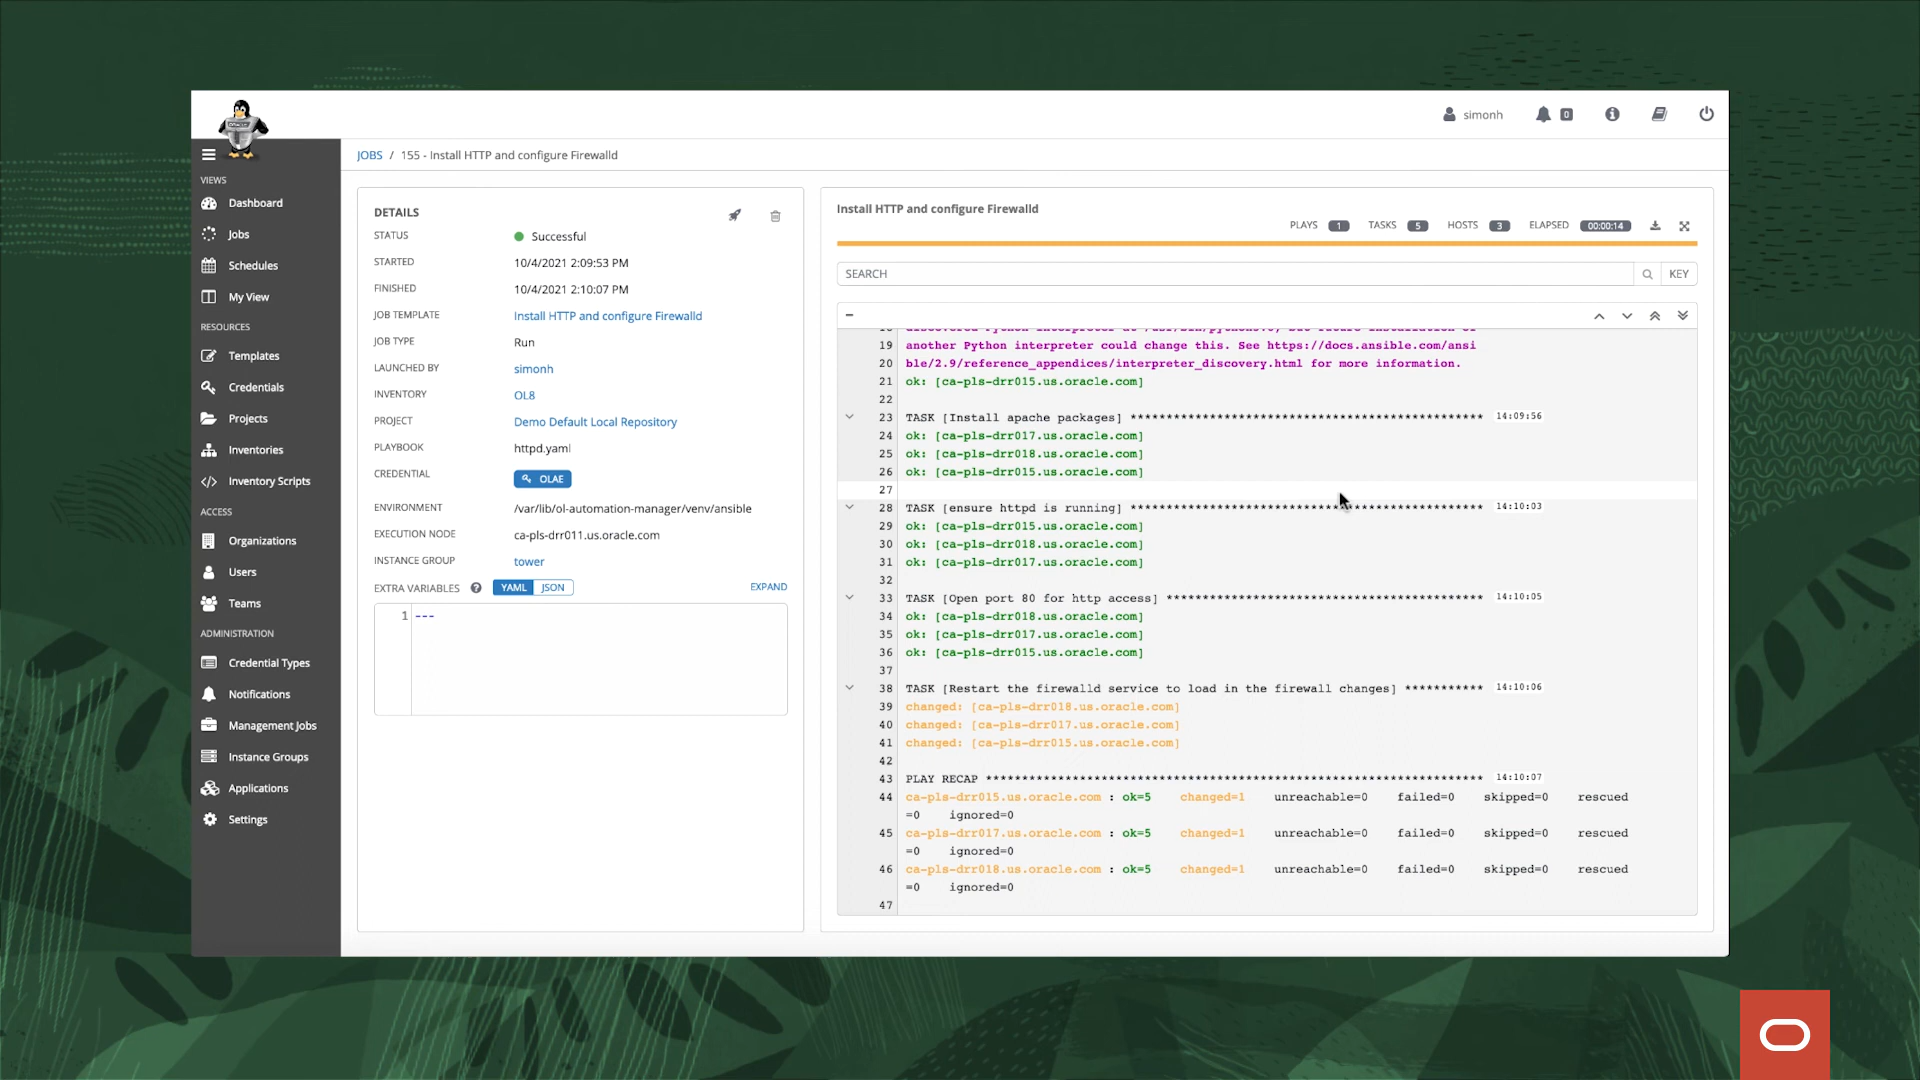 simonh
0
JOBS / 155 - Install HTTP and configure Firewalld
VIEWS
Dashboard
Jobs
Schedules
My View
RESOURCES
Templates
Credentials
Projects
Inventories
Inventory Scripts
ACCESS
Organizations
Users
Teams
ADMINISTRATION
Credential Types
Notifications
Management Jobs
Instance Groups
Applications
Settings
DETAILS
STATUS Successful
STARTED 10/4/2021 2:09:53 PM
FINISHED 10/4/2021 2:10:07 PM
JOB TEMPLATE Install HTTP and configure Firewalld
JOB TYPE Run
LAUNCHED BY simonh
INVENTORY OL8
PROJECT Demo Default Local Repository
PLAYBOOK httpd.yaml
CREDENTIAL OLAE
ENVIRONMENT /var/lib/ol-automation-manager/venv/ansible
EXECUTION NODE ca-pls-drr011.us.oracle.com
INSTANCE GROUP tower
EXTRA VARIABLES YAML JSON EXPAND
1 ---
Install HTTP and configure Firewalld
PLAYS 1 TASKS 5 HOSTS 3 ELAPSED 00:00:14
SEARCH KEY
19 another Python interpreter could change this. See https://docs.ansible.com/ansi
20 ble/2.9/reference_appendices/interpreter_discovery.html for more information.
21 ok: [ca-pls-drr015.us.oracle.com]
22
23 TASK [Install apache packages] ************************************************* 14:09:56
24 ok: [ca-pls-drr017.us.oracle.com]
25 ok: [ca-pls-drr018.us.oracle.com]
26 ok: [ca-pls-drr015.us.oracle.com]
27
28 TASK [ensure httpd is running] ************************************************* 14:10:03
29 ok: [ca-pls-drr015.us.oracle.com]
30 ok: [ca-pls-drr018.us.oracle.com]
31 ok: [ca-pls-drr017.us.oracle.com]
32
33 TASK [Open port 80 for http access] ******************************************** 14:10:05
34 ok: [ca-pls-drr018.us.oracle.com]
35 ok: [ca-pls-drr017.us.oracle.com]
36 ok: [ca-pls-drr015.us.oracle.com]
37
38 TASK [Restart the firewalld service to load in the firewall changes] *********** 14:10:06
39 changed: [ca-pls-drr018.us.oracle.com]
40 changed: [ca-pls-drr017.us.oracle.com]
41 changed: [ca-pls-drr015.us.oracle.com]
42
43 PLAY RECAP ********************************************************************* 14:10:07
44 ca-pls-drr015.us.oracle.com : ok=5 changed=1 unreachable=0 failed=0 skipped=0 rescued
=0 ignored=0
45 ca-pls-drr017.us.oracle.com : ok=5 changed=1 unreachable=0 failed=0 skipped=0 rescued
=0 ignored=0
46 ca-pls-drr018.us.oracle.com : ok=5 changed=1 unreachable=0 failed=0 skipped=0 rescued
=0 ignored=0
47